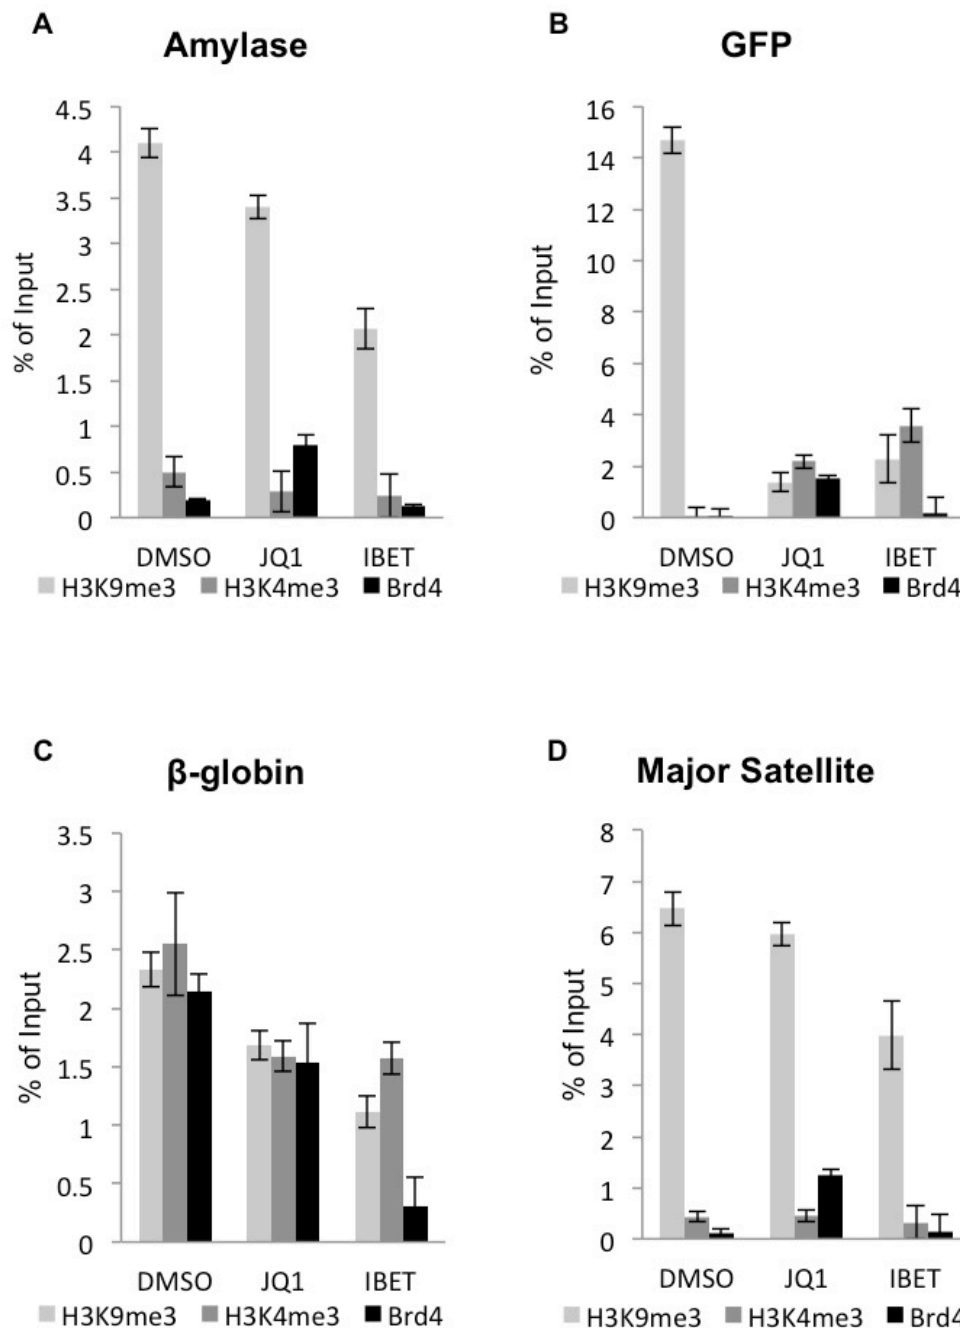 A
Amylase
4.5
4
3.5
3
2.5
2
1.5
1
0.5
0
% of Input
DMSO JQ1 IBET
H3K9me3 H3K4me3 Brd4
B
GFP
16
14
12
10
8
6
4
2
0
% of Input
DMSO JQ1 IBET
H3K9me3 H3K4me3 Brd4
C
β-globin
3.5
3
2.5
2
1.5
1
0.5
0
% of Input
DMSO JQ1 IBET
H3K9me3 H3K4me3 Brd4
D
Major Satellite
8
7
6
5
4
3
2
1
0
% of Input
DMSO JQ1 IBET
H3K9me3 H3K4me3 Brd4